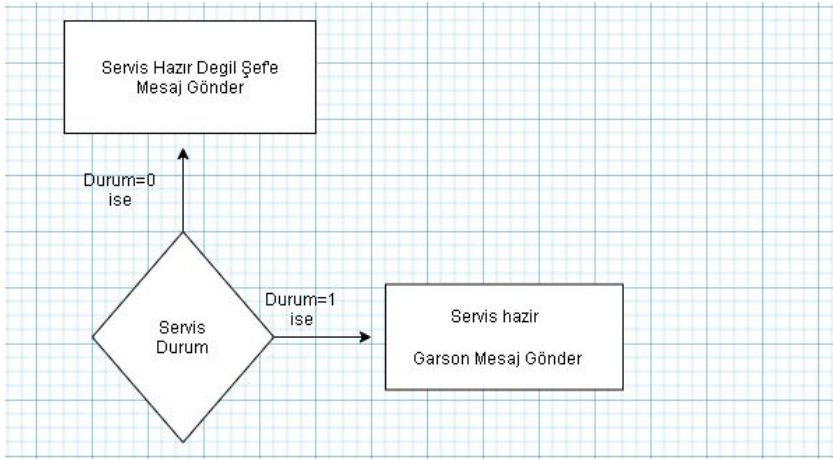 Servis Hazır Degil Şef'e
Mesaj Gönder
Durum=0
ise
Durum=1
ise
Servis
Durum
Servis hazir
Garson Mesaj Gönder